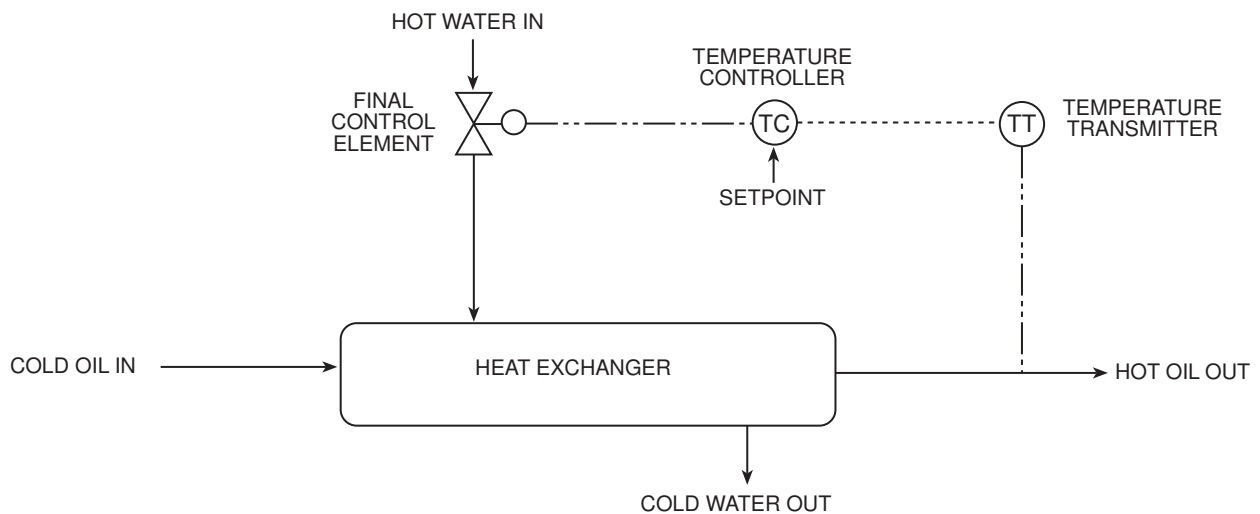 HOT WATER IN
TEMPERATURE
CONTROLLER
FINAL
CONTROL
ELEMENT
TC
TT
TEMPERATURE
TRANSMITTER
SETPOINT
COLD OIL IN
HEAT EXCHANGER
HOT OIL OUT
COLD WATER OUT